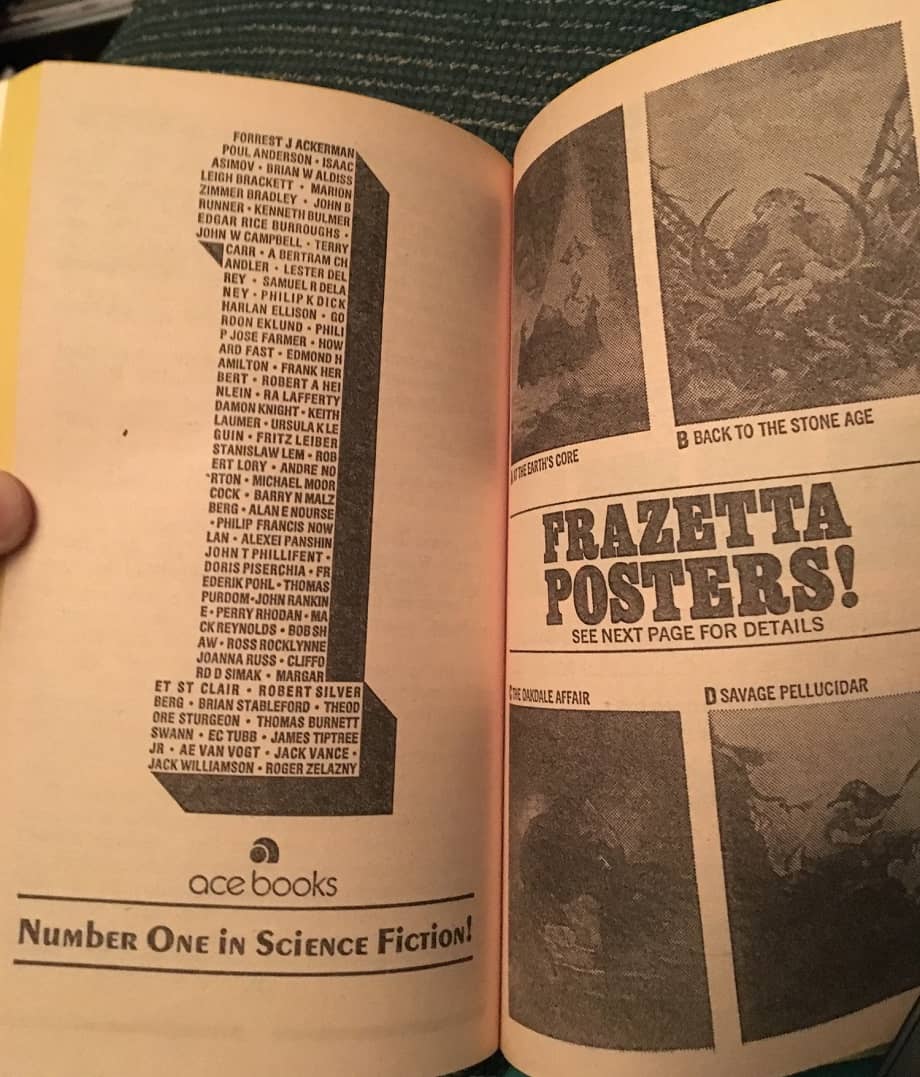 FORREST J ACKERMAN
POUL ANDERSON • ISAAC
ASIMOV • BRIAN W ALDISS
LEIGH BRACKETT • MARION
ZIMMER BRADLEY • JOHN B
RUNNER • KENNETH BULMER
EDGAR RICE BURROUGHS •
JOHN W CAMPBELL • TERRY
CARR • A BERTRAM CH
ANDLER • LESTER DEL
REY • SAMUEL R DELA
NEY • PHILIP K DICK
HARLAN ELLISON • GO
RDON EKLUND • PHILI
P JOSE FARMER • HOW
ARD FAST • EDMOND H
AMILTON • FRANK HER
BERT • ROBERT A HEI
NLEIN • RA LAFFERTY
DAMON KNIGHT • KEITH
LAUMER • URSULA K LE
GUIN • FRITZ LEIBER
STANISLAW LEM • ROB
ERT LORY • ANDRE NO
RTON • MICHAEL MOOR
COCK • BARRY N MALZ
BERG • ALAN E NOURSE
• PHILIP FRANCIS NOW
LAN • ALEXEI PANSHIN
JOHN T PHILLIFENT •
DORIS PISERCHIA • FR
EDERIK POHL • THOMAS
PURDOM • JOHN RANKIN
E • PERRY RHODAN • MA
CK REYNOLDS • BOB SH
AW • ROSS ROCKLYNNE
JOANNA RUSS • CLIFFO
RD D SIMAK • MARGAR
ET ST CLAIR • ROBERT SILVER
BERG • BRIAN STABLEFORD • THEOD
ORE STURGEON • THOMAS BURNETT
SWANN • EC TUBB • JAMES TIPTREE
JR • AE VAN VOGT • JACK VANCE •
JACK WILLIAMSON • ROGER ZELAZNY
ace books
NUMBER ONE IN SCIENCE FICTION!
A AT THE EARTH'S CORE
B BACK TO THE STONE AGE
FRAZETTA
POSTERS!
SEE NEXT PAGE FOR DETAILS
C THE OAKDALE AFFAIR
D SAVAGE PELLUCIDAR